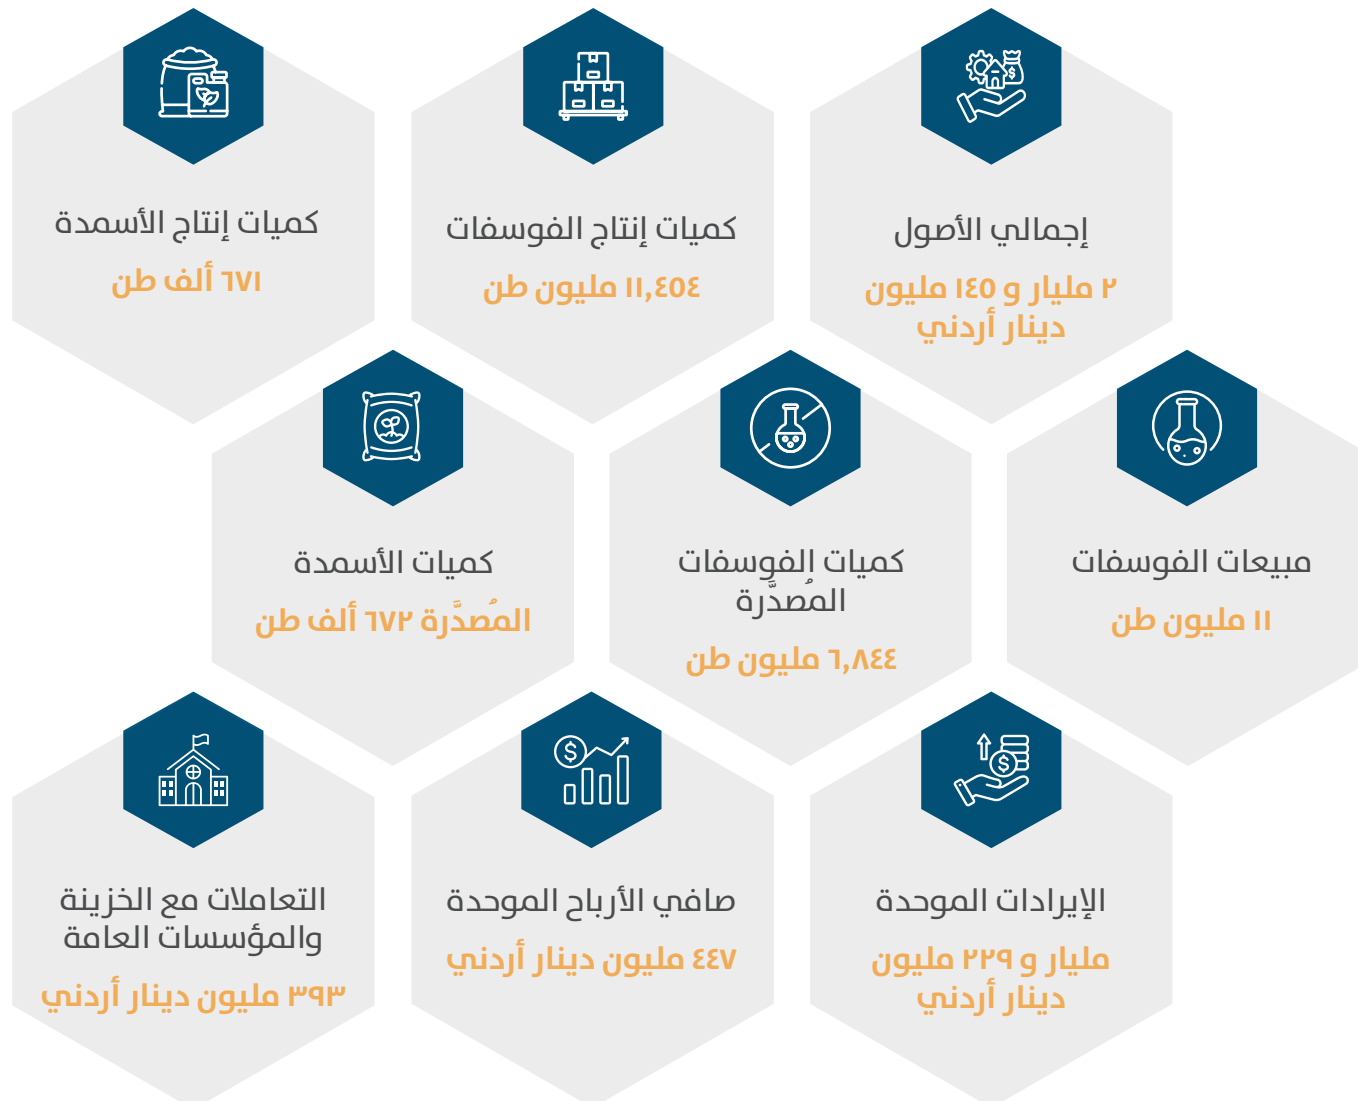 إجمالي الأصول
٢ مليار و ١٤٥ مليون
دينار أردني
كميات إنتاج الفوسفات
١١,٤٥٤ مليون طن
كميات إنتاج الأسمدة
٦٧١ ألف طن
مبيعات الفوسفات
١١ مليون طن
كميات الفوسفات
المُصدَّرة
٦,٨٤٤ مليون طن
كميات الأسمدة
المُصدَّرة ٦٧٢ ألف طن
الإيرادات الموحدة
مليار و ٢٢٩ مليون
دينار أردني
صافي الأرباح الموحدة
٤٤٧ مليون دينار أردني
التعاملات مع الخزينة
والمؤسسات العامة
٣٩٣ مليون دينار أردني